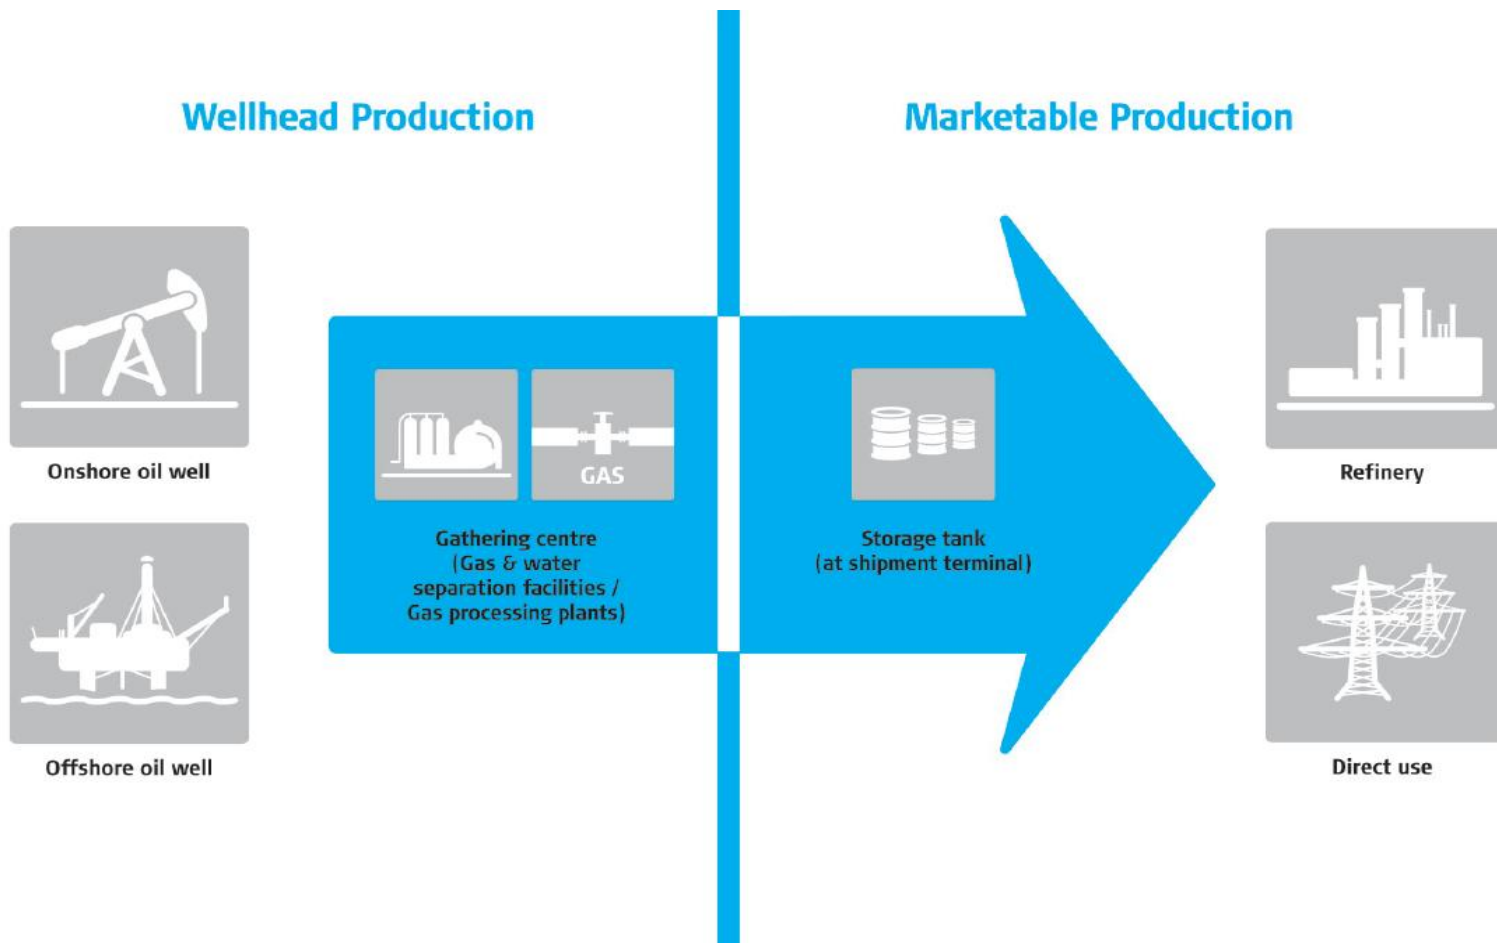 Wellhead Production
Marketable Production
Onshore oil well
Offshore oil well
GAS
Gathering centre
(Gas & water
separation facilities /
Gas processing plants)
Storage tank
(at shipment terminal)
Refinery
Direct use